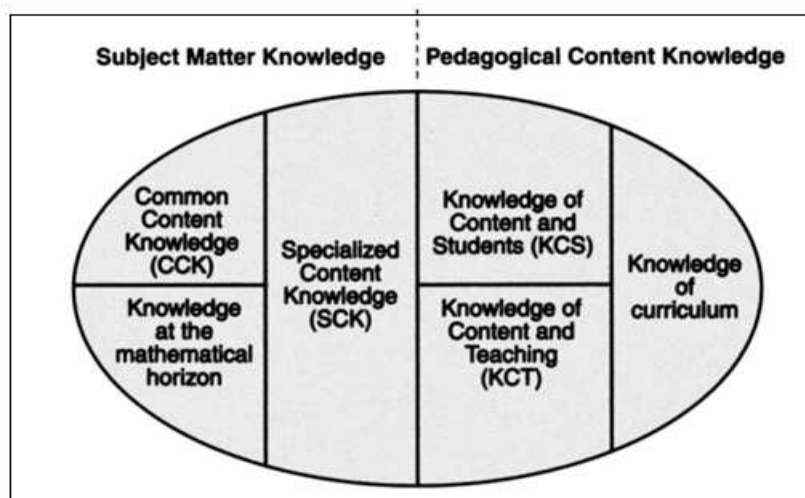 Subject Matter Knowledge
Pedagogical Content Knowledge
Common
Content
Knowledge
(CCK)
Knowledge
at the
mathematical
horizon
Specialized
Content
Knowledge
(SCK)
Knowledge of
Content and
Students (KCS)
Knowledge of
Content and
Teaching
(KCT)
Knowledge
of
curriculum